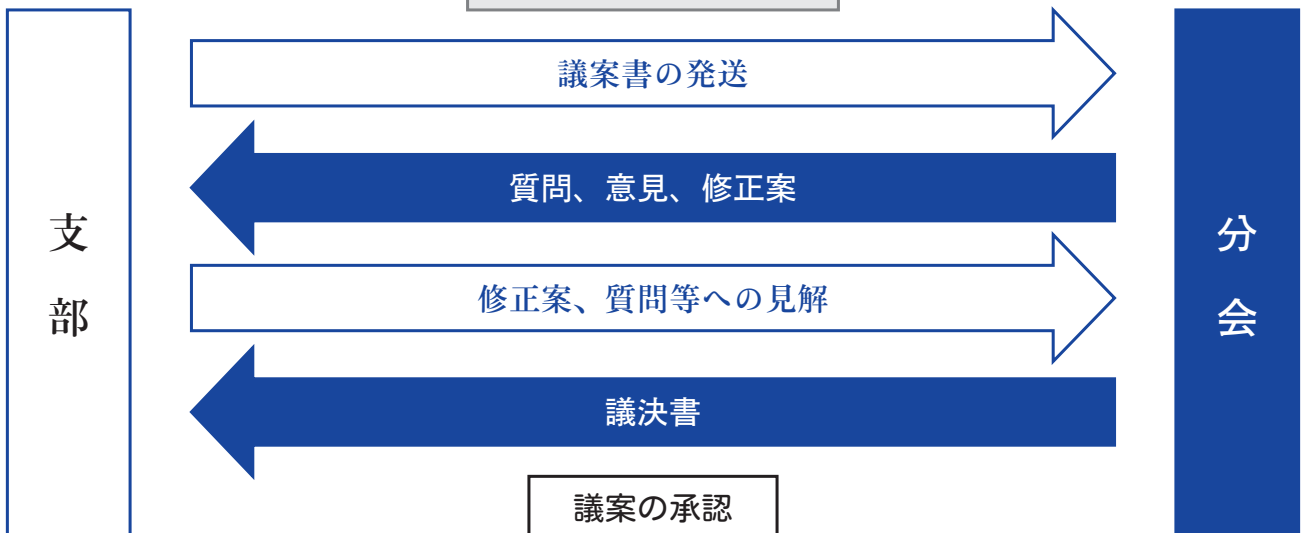 議案書の発送
質問、意見、修正案
支部
分会
修正案、質問等への見解
議決書
議案の承認